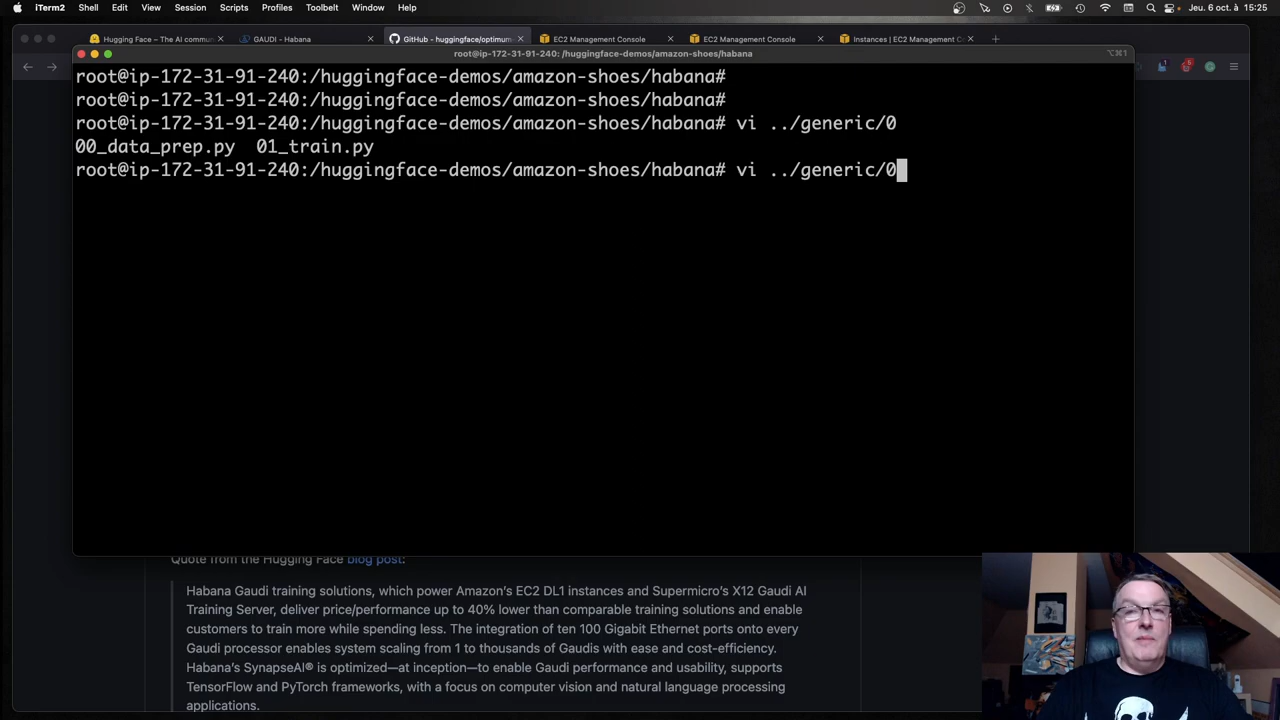 iTerm2 Shell Edit View Session Scripts Profiles Toolbelt Window Help Jeu. 6 oct. à 15:25
Hugging Face – The AI commun GAUDI - Habana GitHub - huggingface/optimum- EC2 Management Console EC2 Management Console Instances | EC2 Management C
root@ip-172-31-91-240: /huggingface-demos/amazon-shoes/habana ⌥⌘1
root@ip-172-31-91-240:/huggingface-demos/amazon-shoes/habana#
root@ip-172-31-91-240:/huggingface-demos/amazon-shoes/habana#
root@ip-172-31-91-240:/huggingface-demos/amazon-shoes/habana# vi ../generic/0
00_data_prep.py 01_train.py
root@ip-172-31-91-240:/huggingface-demos/amazon-shoes/habana# vi ../generic/0
Quote from the Hugging Face blog post:
Habana Gaudi training solutions, which power Amazon's EC2 DL1 instances and Supermicro's X12 Gaudi AI
Training Server, deliver price/performance up to 40% lower than comparable training solutions and enable
customers to train more while spending less. The integration of ten 100 Gigabit Ethernet ports onto every
Gaudi processor enables system scaling from 1 to thousands of Gaudis with ease and cost-efficiency.
Habana's SynapseAI® is optimized—at inception—to enable Gaudi performance and usability, supports
TensorFlow and PyTorch frameworks, with a focus on computer vision and natural language processing
applications.